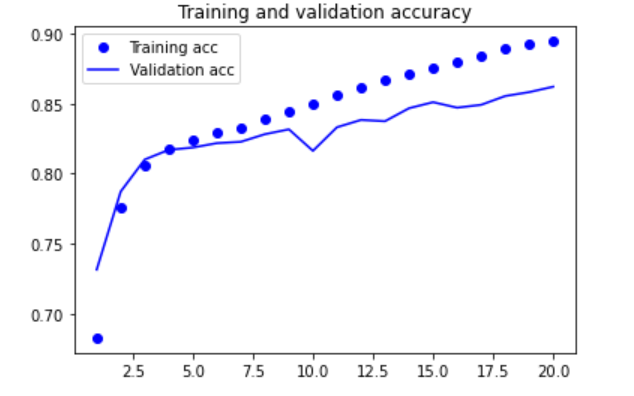 Training and validation accuracy
0.90
Training acc
Validation acc
0.85
0.80
0.75
0.70
2.5 5.0 7.5 10.0 12.5 15.0 17.5 20.0